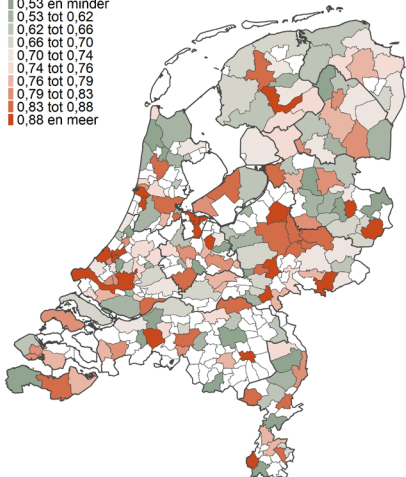 0,53 en minder
0,53 tot 0,62
0,62 tot 0,66
0,66 tot 0,70
0,70 tot 0,74
0,74 tot 0,76
0,76 tot 0,79
0,79 tot 0,83
0,83 tot 0,88
0,88 en meer